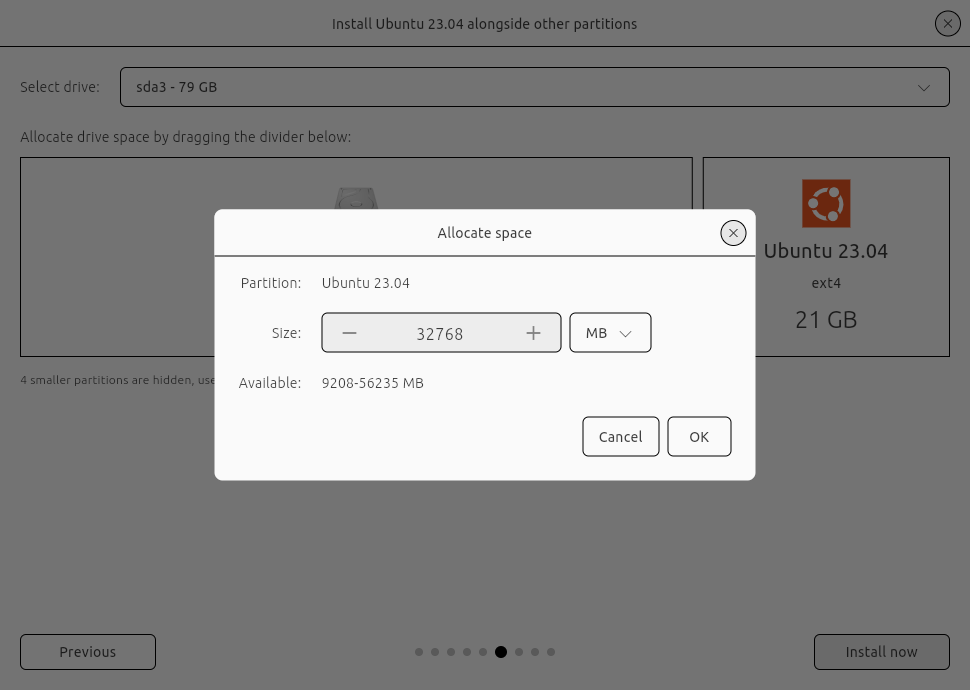 Install Ubuntu 23.04 alongside other partitions
Select drive: sda3 - 79 GB
Allocate drive space by dragging the divider below:
Ubuntu 23.04
ext4
21 GB
4 smaller partitions are hidden, use
Allocate space
Partition: Ubuntu 23.04
Size: 32768 MB
Available: 9208-56235 MB
Cancel OK
Previous Install now